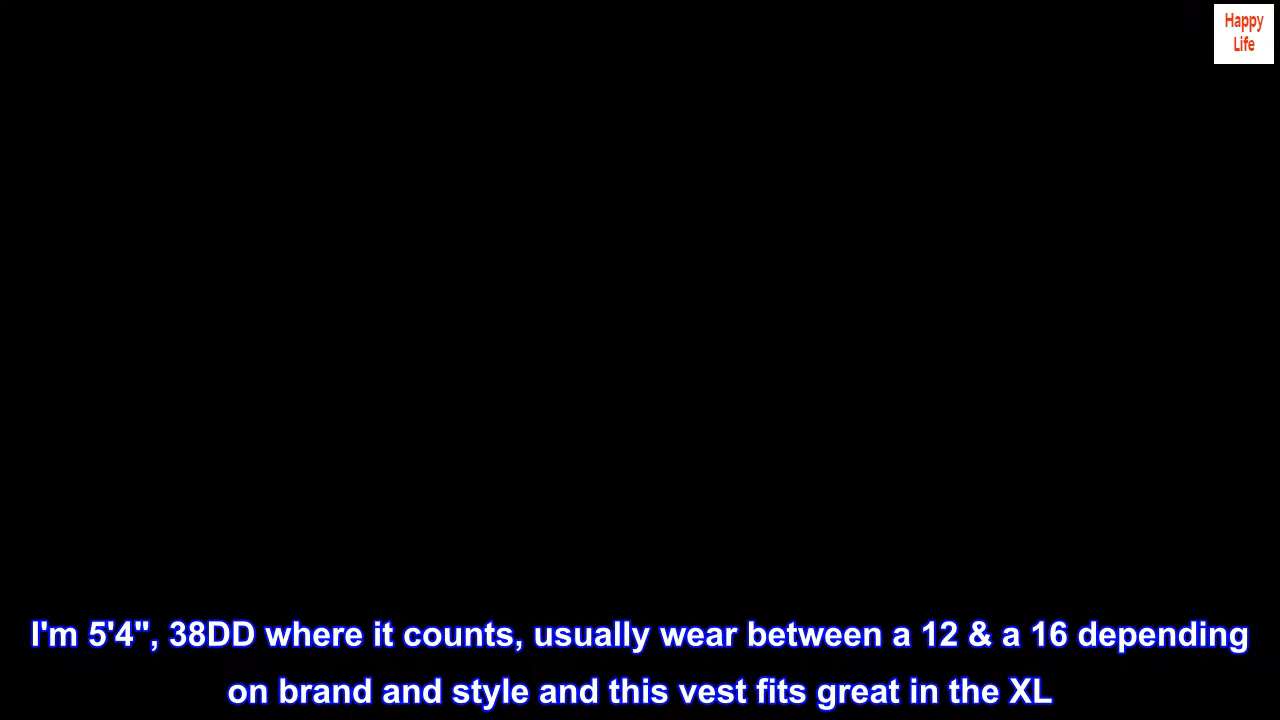 Happy
Life
I'm 5'4", 38DD where it counts, usually wear between a 12 & a 16 depending
on brand and style and this vest fits great in the XL